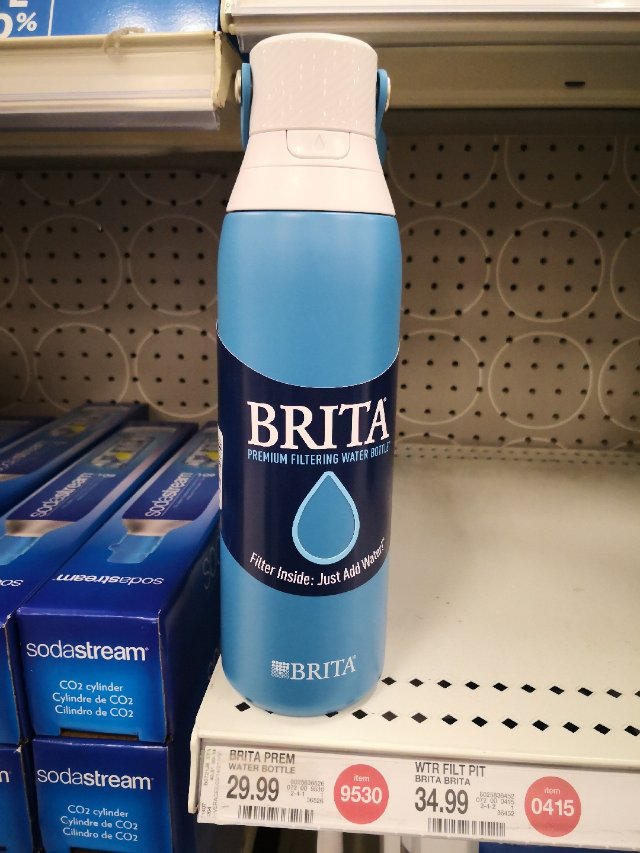 %
BRITA
PREMIUM FILTERING WATER BOTTLE
Filter Inside: Just Add Water!
BRITA
sodastream
sodastream
sodastream
sodastream
CO2 cylinder
Cylindre de CO2
Cilindro de CO2
sodastream
CO2 cylinder
Cylindre de CO2
Cilindro de CO2
BRITA PREM
WATER BOTTLE
29.99
item
9530
WTR FILT PIT
BRITA BRITA
34.99
item
0415